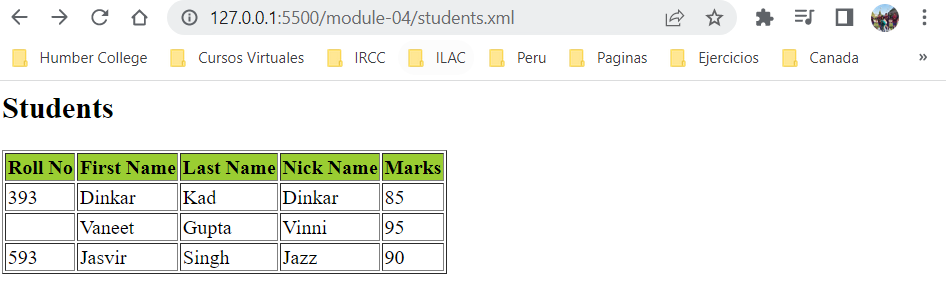 127.0.0.1:5500/module-04/students.xml
Humber College Cursos Virtuales IRCC ILAC Peru Paginas Ejercicios Canada »
Students
Roll No First Name Last Name Nick Name Marks
393 Dinkar Kad Dinkar 85
Vaneet Gupta Vinni 95
593 Jasvir Singh Jazz 90